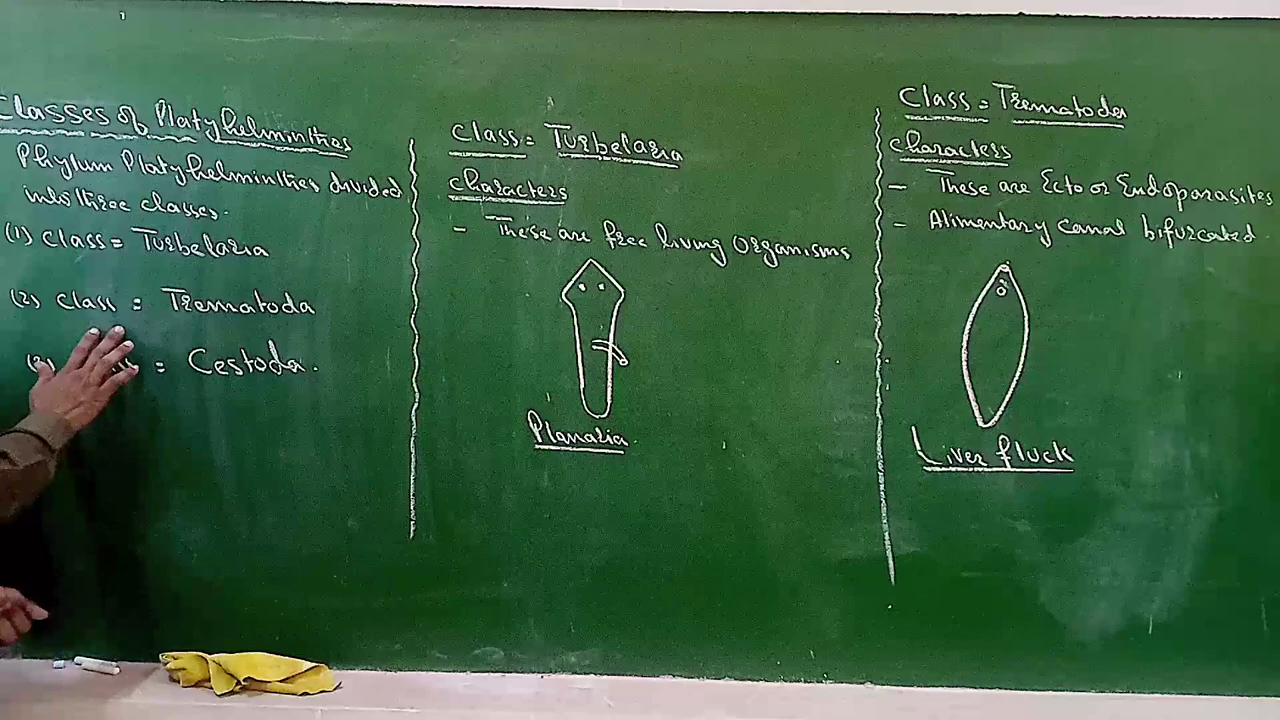 Classes of Platyhelminthes
Phylum Platyhelminthes divided
into three classes.
(1) Class = Turbelaria
(2) Class = Trematoda
(3) = Cestoda.
Class = Turbelaria
characters
- These are free living organisms
Planaria
Class = Trematoda
characters
- These are Ecto or Endoparasites
- Alimentary canal bifurcated.
Liver fluck